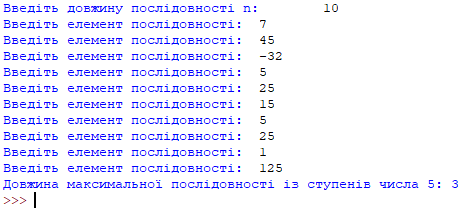 Введіть довжину послідовності n: 10
Введіть елемент послідовності: 7
Введіть елемент послідовності: 45
Введіть елемент послідовності: -32
Введіть елемент послідовності: 5
Введіть елемент послідовності: 25
Введіть елемент послідовності: 15
Введіть елемент послідовності: 5
Введіть елемент послідовності: 25
Введіть елемент послідовності: 1
Введіть елемент послідовності: 125
Довжина максимальної послідовності із ступенів числа 5: 3
>>>